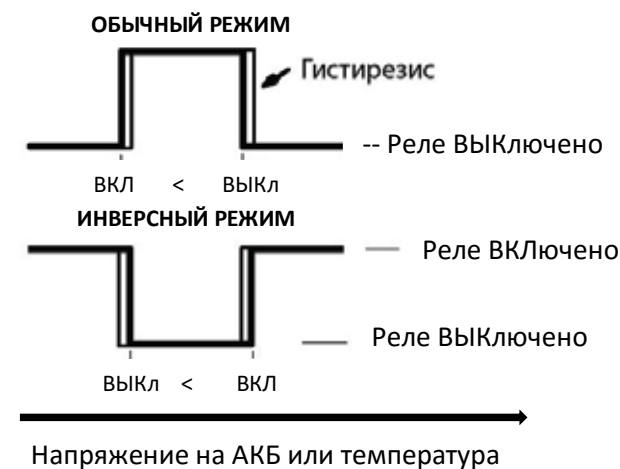 ОБЫЧНЫЙ РЕЖИМ
Гистирезис
-- Реле ВЫКлючено
ВКЛ < ВЫКл
ИНВЕРСНЫЙ РЕЖИМ
Реле ВКЛючено
Реле ВЫКлючено
ВЫКл < ВКЛ
Напряжение на АКБ или температура